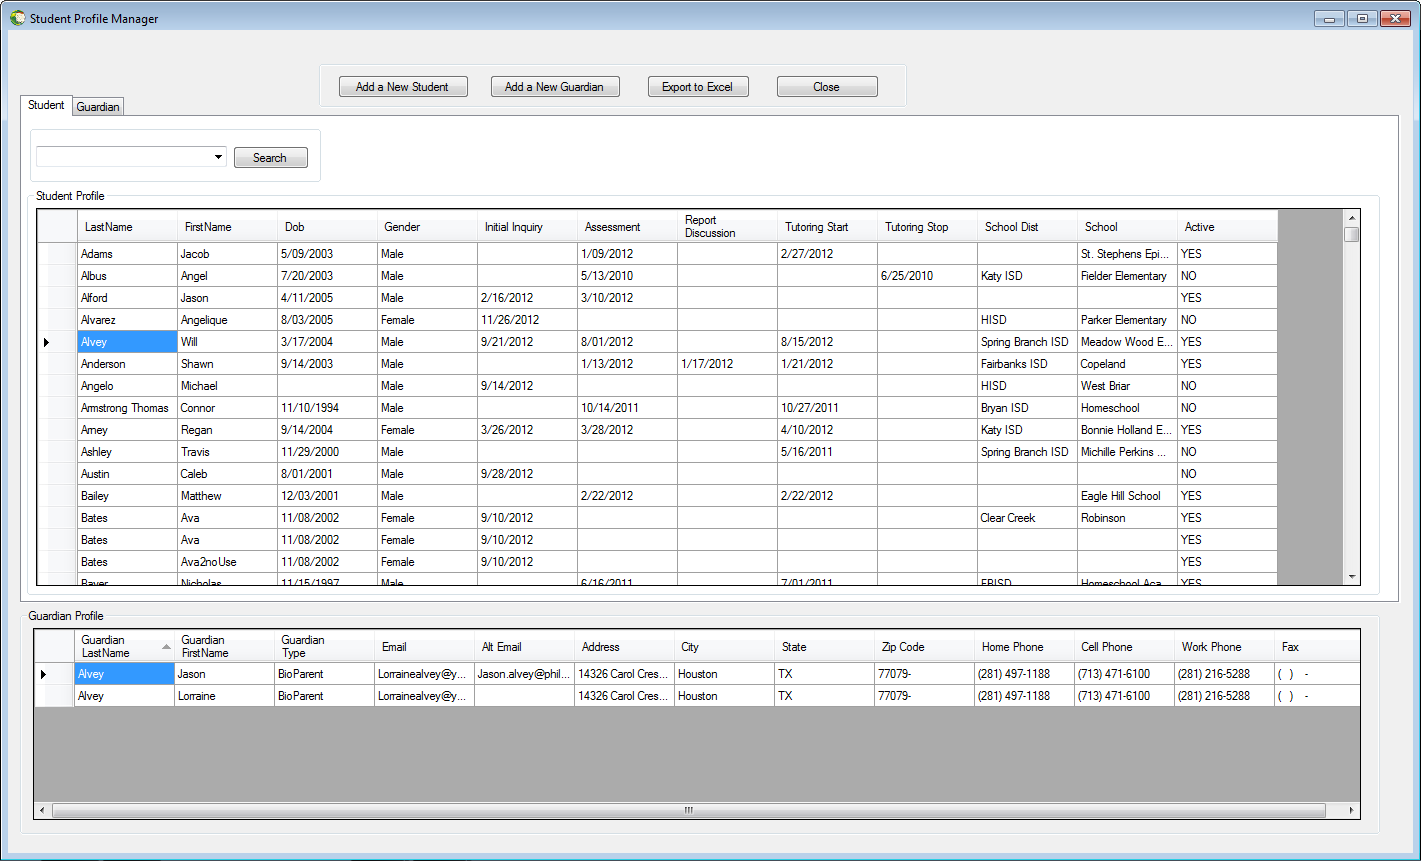 Student Profile Manager
Add a New Student Add a New Guardian Export to Excel Close
Student Guardian
Search
Student Profile
LastName FirstName Dob Gender Initial Inquiry Assessment Report Discussion Tutoring Start Tutoring Stop School Dist School Active
Adams Jacob 5/09/2003 Male 1/09/2012 2/27/2012 St. Stephens Epi... YES
Albus Angel 7/20/2003 Male 5/13/2010 6/25/2010 Katy ISD Fielder Elementary NO
Alford Jason 4/11/2005 Male 2/16/2012 3/10/2012 YES
Alvarez Angelique 8/03/2005 Female 11/26/2012 HISD Parker Elementary NO
Alvey Will 3/17/2004 Male 9/21/2012 8/01/2012 8/15/2012 Spring Branch ISD Meadow Wood E... YES
Anderson Shawn 9/14/2003 Male 1/13/2012 1/17/2012 1/21/2012 Fairbanks ISD Copeland YES
Angelo Michael Male 9/14/2012 HISD West Briar NO
Armstrong Thomas Connor 11/10/1994 Male 10/14/2011 10/27/2011 Bryan ISD Homeschool NO
Arney Regan 9/14/2004 Female 3/26/2012 3/28/2012 4/10/2012 Katy ISD Bonnie Holland E... YES
Ashley Travis 11/29/2000 Male 5/16/2011 Spring Branch ISD Michille Perkins ... NO
Austin Caleb 8/01/2001 Male 9/28/2012 NO
Bailey Matthew 12/03/2001 Male 2/22/2012 2/22/2012 Eagle Hill School YES
Bates Ava 11/08/2002 Female 9/10/2012 Clear Creek Robinson YES
Bates Ava 11/08/2002 Female 9/10/2012 YES
Bates Ava2noUse 11/08/2002 Female 9/10/2012 YES
Nicholas 11/15/1997 Male 6/16/2011 7/01/2011 Homeschool Aca YES
Guardian Profile
Guardian LastName Guardian FirstName Guardian Type Email Alt Email Address City State Zip Code Home Phone Cell Phone Work Phone Fax
Alvey Jason BioParent Lorrainealvey@y... Jason.alvey@phil... 14326 Carol Cres... Houston TX 77079- (281) 497-1188 (713) 471-6100 (281) 216-5288 ( ) -
Alvey Lorraine BioParent Lorrainealvey@y... 14326 Carol Cres... Houston TX 77079- (281) 497-1188 (713) 471-6100 (281) 216-5288 ( ) -